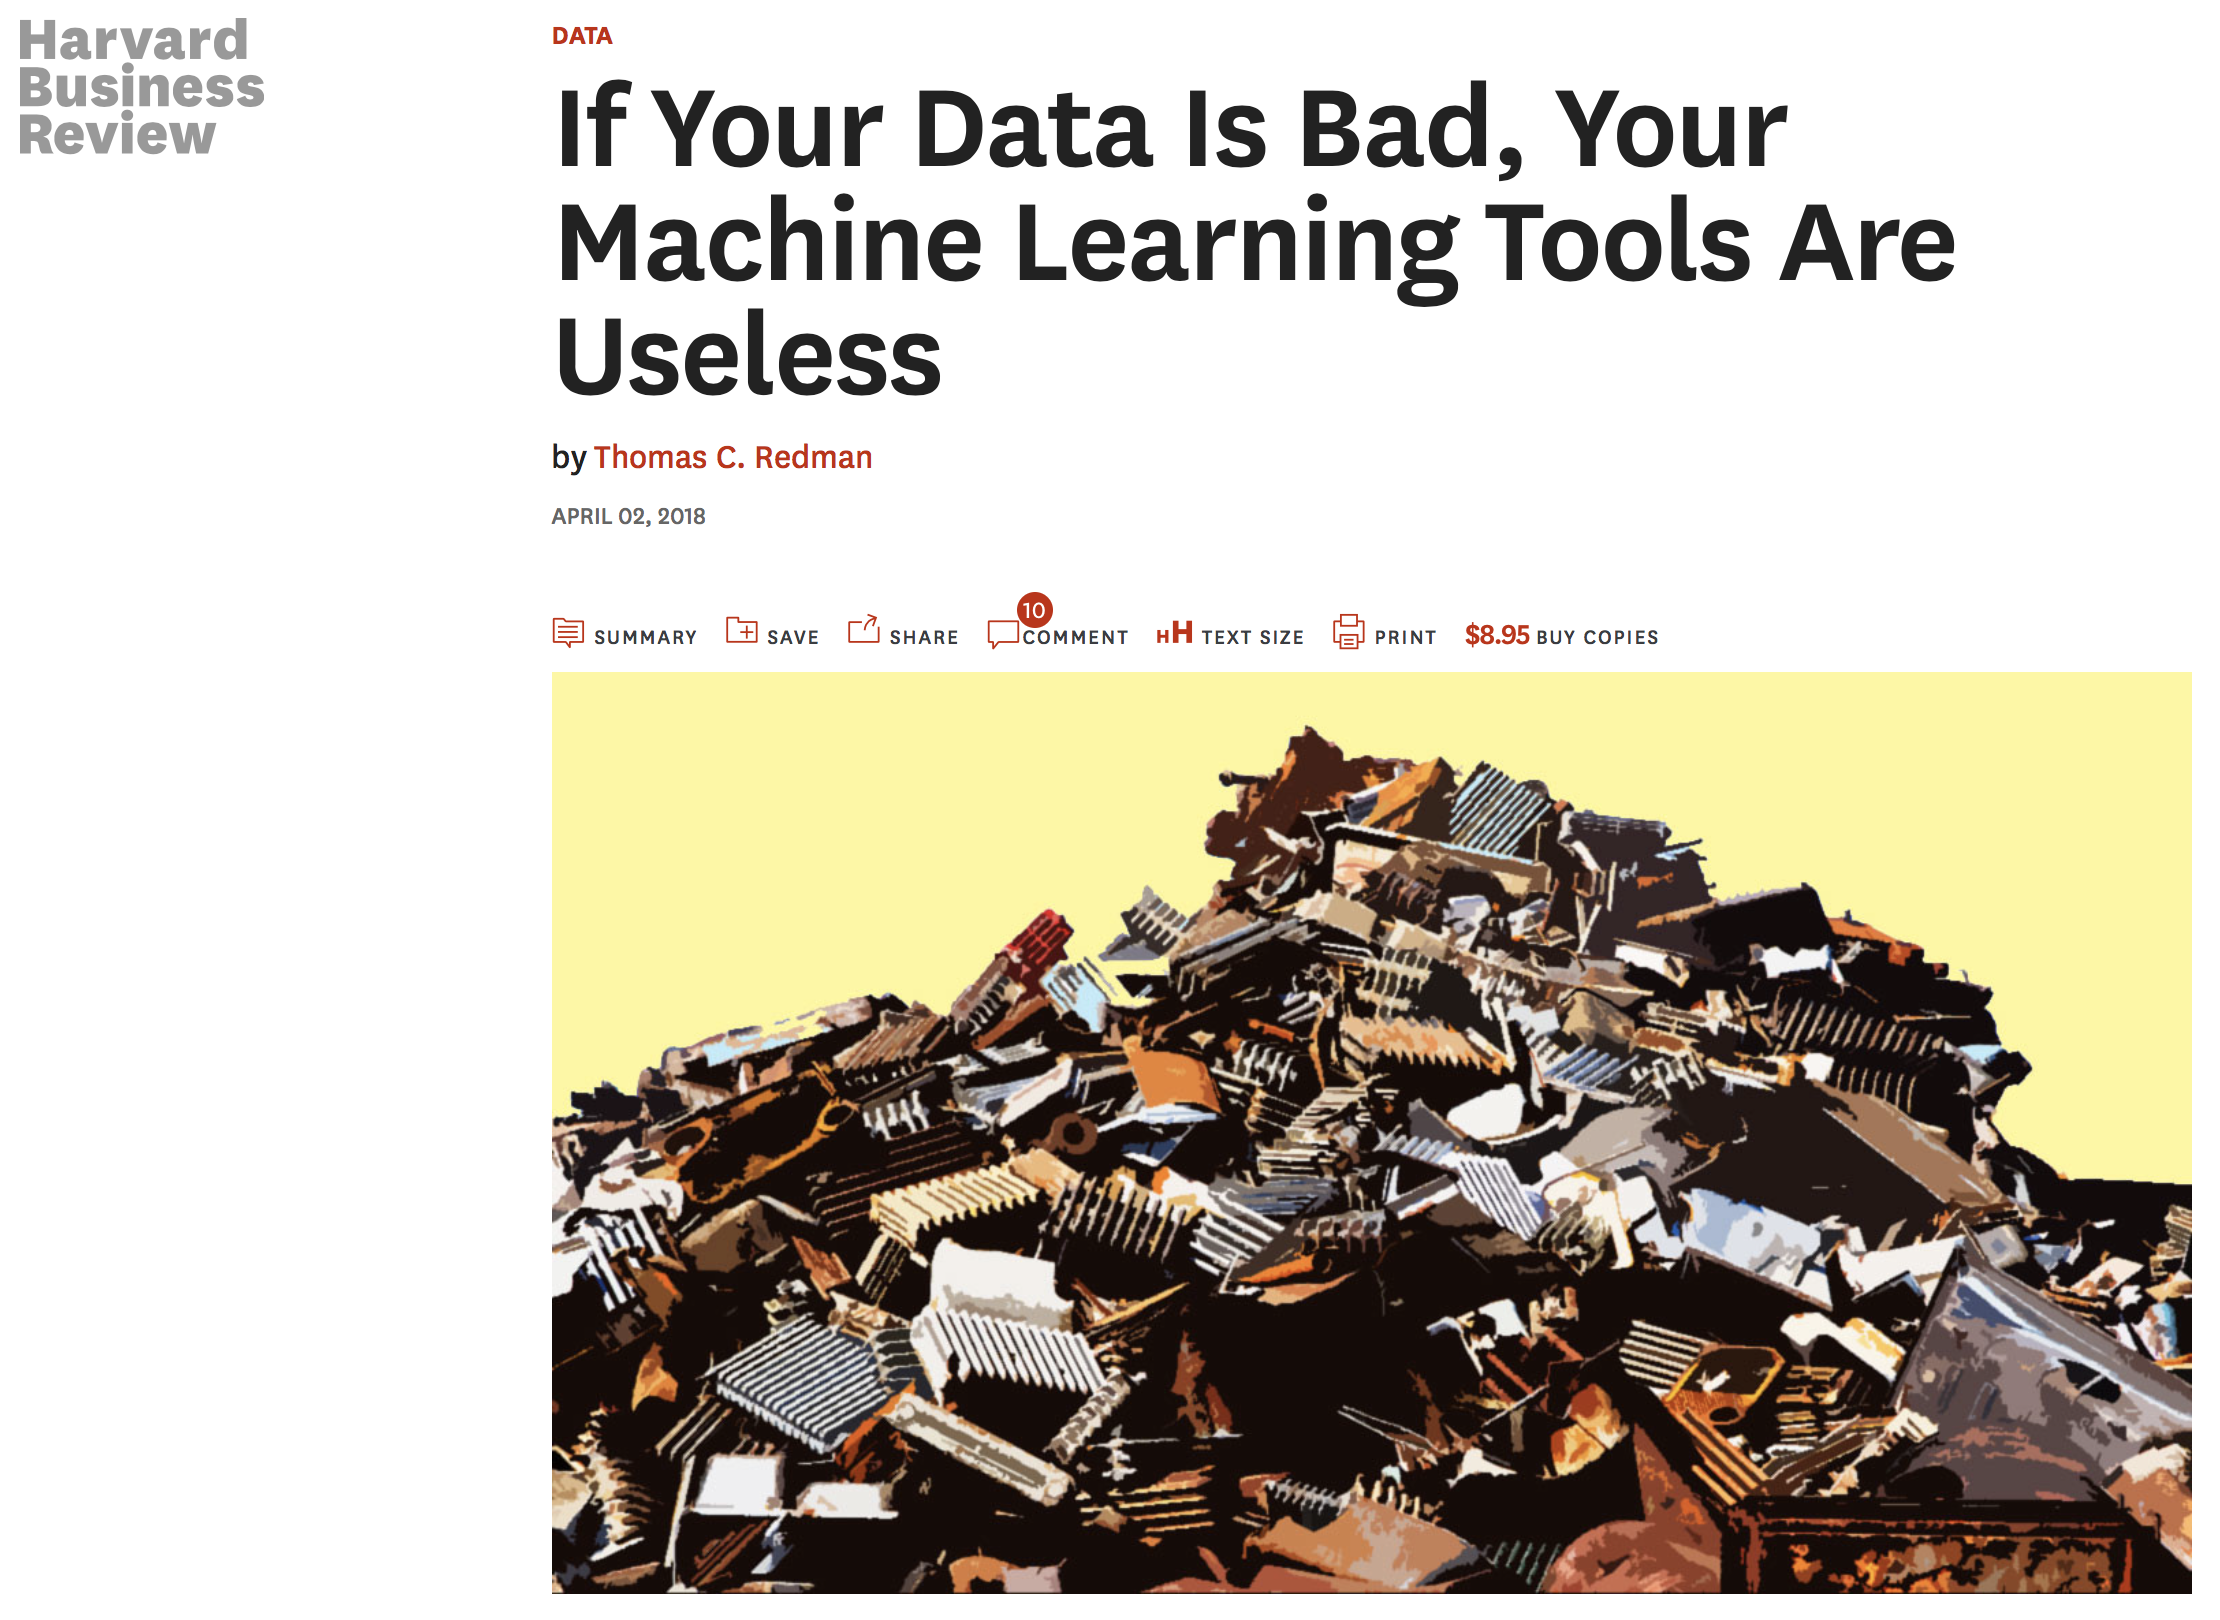 Harvard
Business
Review
DATA
If Your Data Is Bad, Your
Machine Learning Tools Are
Useless
by Thomas C. Redman
APRIL 02, 2018
10
SUMMARY SAVE SHARE COMMENT HH TEXT SIZE PRINT $8.95 BUY COPIES